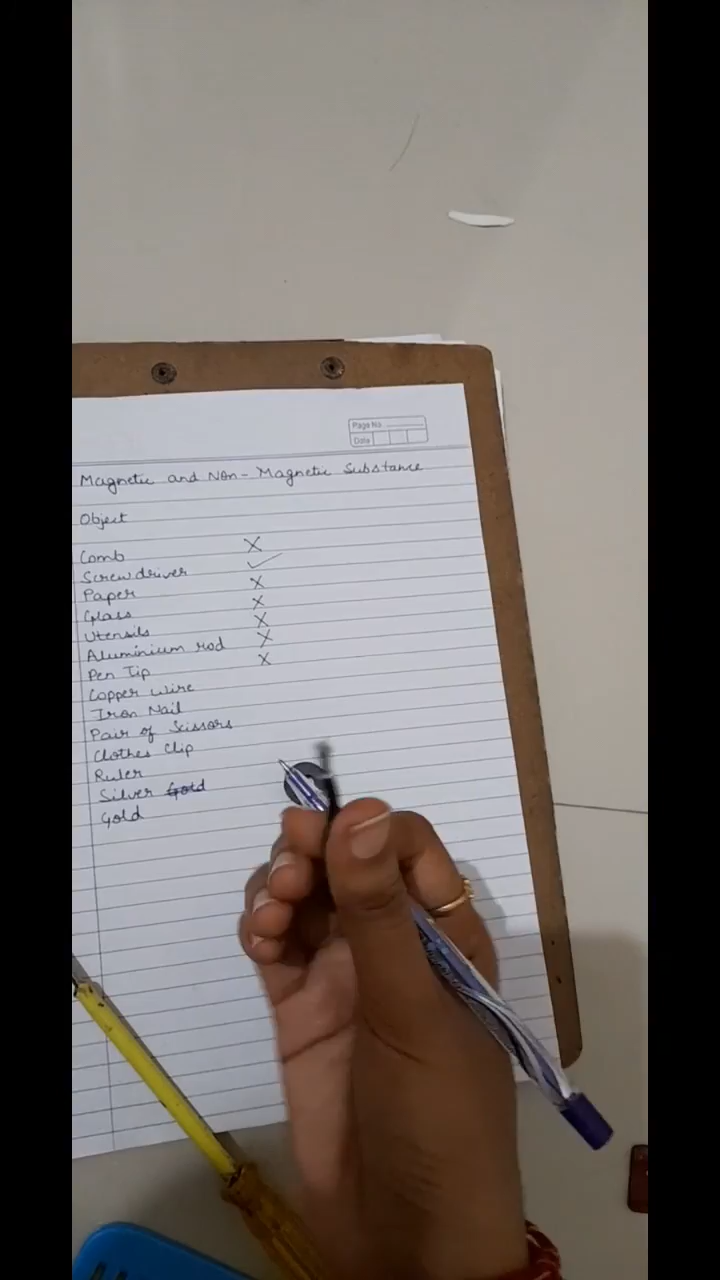 Page No.
Date
Magnetic and Non-Magnetic Substance
Object
Comb X
Screwdriver ✓
Paper X
Glass X
Utensils X
Aluminium rod X
Pen Tip X
Copper Wire
Iron Nail
Pair of Scissors
Clothes Clip
Ruler
Silver Gold
Gold